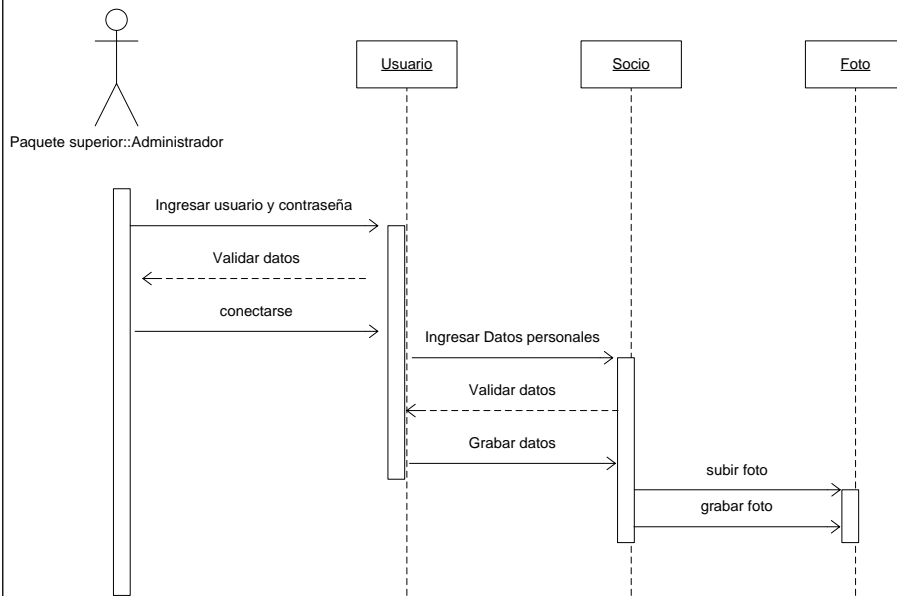 Usuario
Socio
Foto
Paquete superior::Administrador
Ingresar usuario y contraseña
Validar datos
conectarse
Ingresar Datos personales
Validar datos
Grabar datos
subir foto
grabar foto